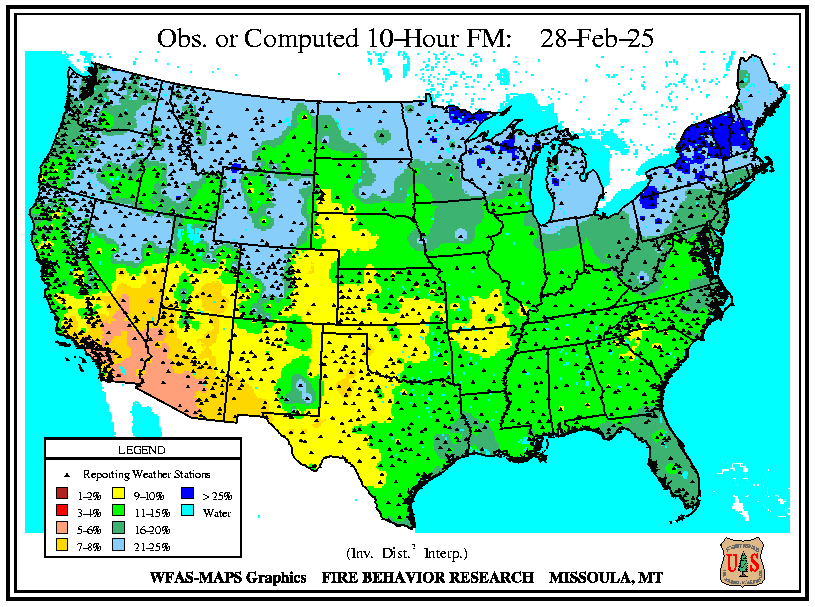 Obs. or Computed 10-Hour FM: 28-Feb-25
LEGEND
Reporting Weather Stations
1-2% 9-10% > 25%
3-4% 11-15% Water
5-6% 16-20%
7-8% 21-25%
(Inv. Dist.² Interp.)
WFAS-MAPS Graphics FIRE BEHAVIOR RESEARCH MISSOULA, MT
U S